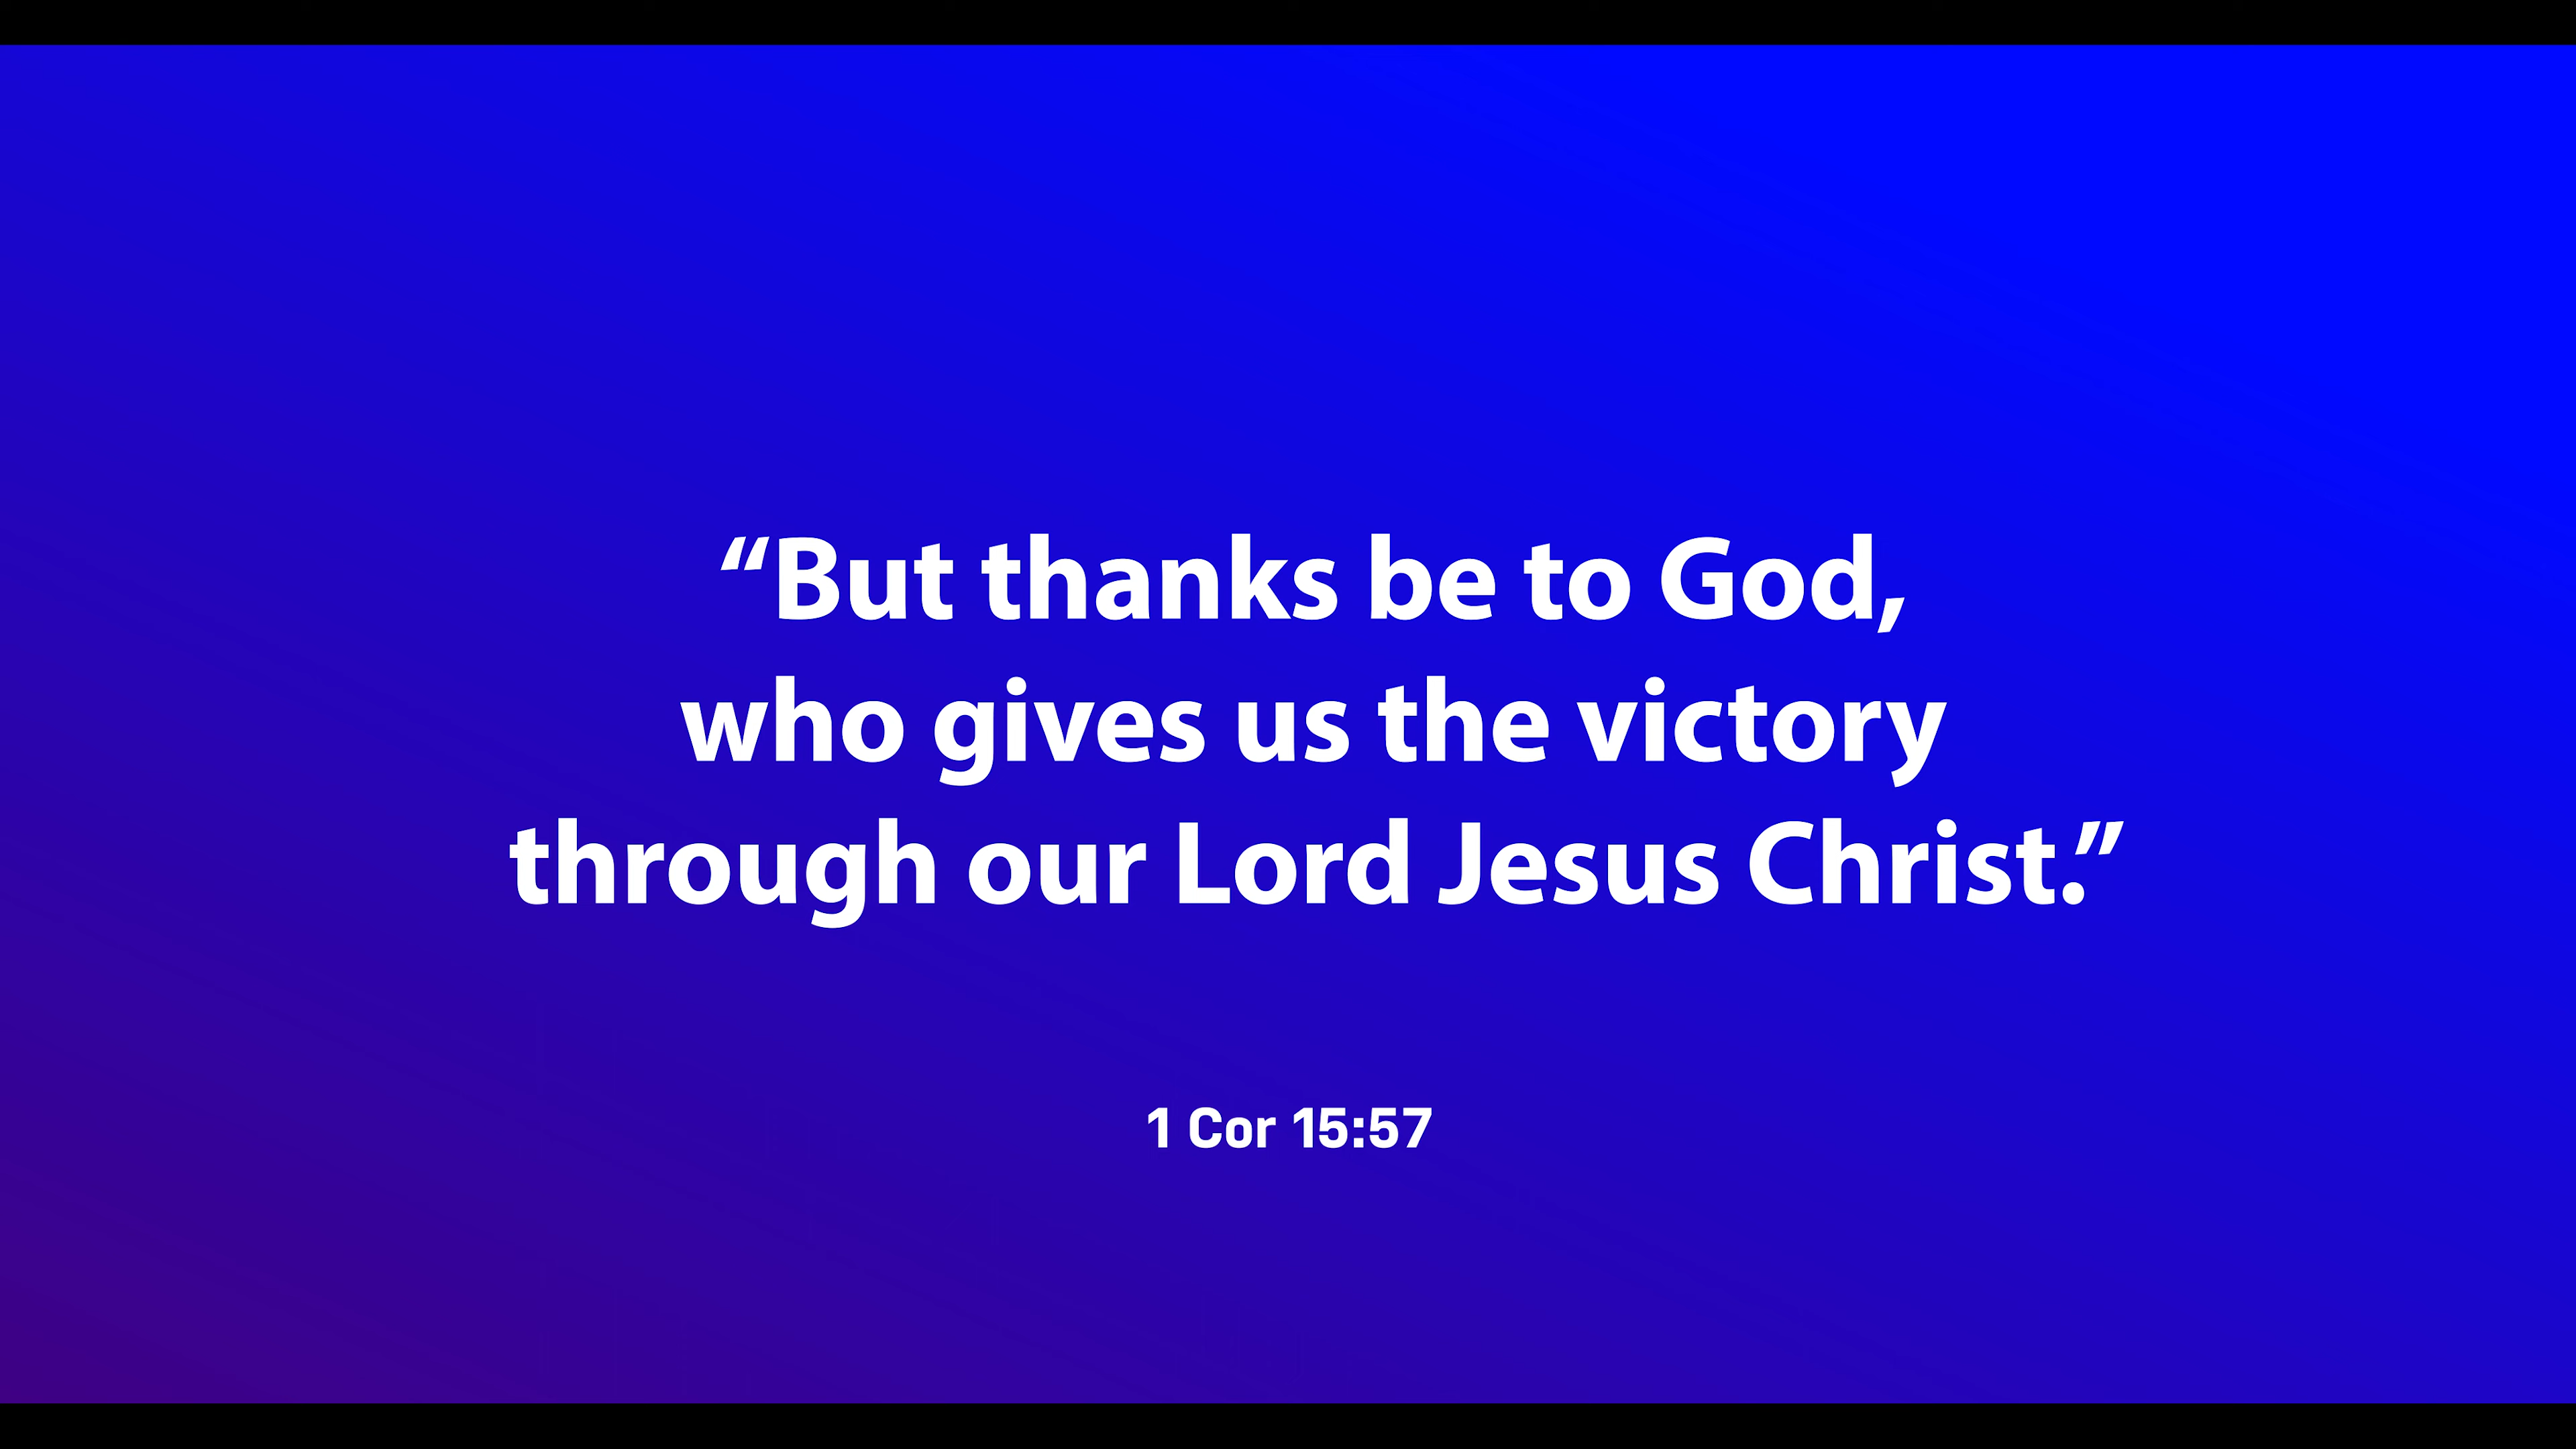 “But thanks be to God,
who gives us the victory
through our Lord Jesus Christ.”
1 Cor 15:57